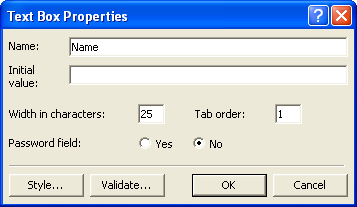 Text Box Properties ?
Name: Name
Initial
value:
Width in characters: 25 Tab order: 1
Password field: Yes No
Style... Validate... OK Cancel